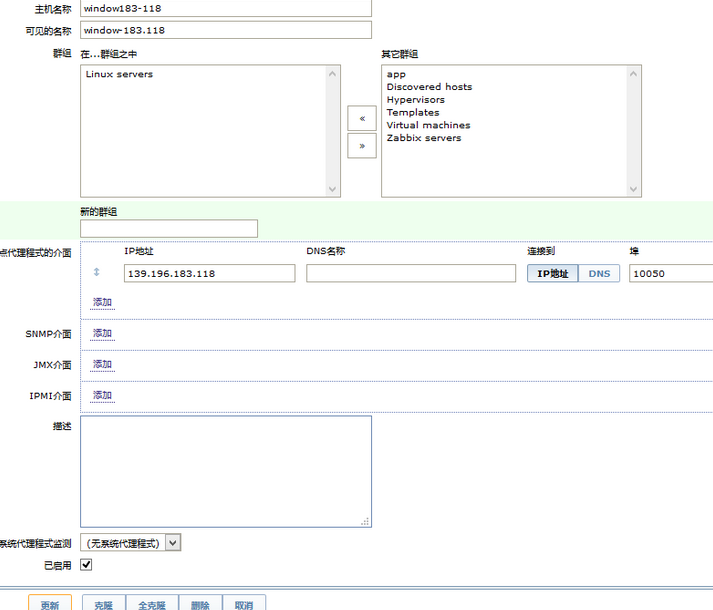 主机名称 window183-118
可见的名称 window-183.118
群组 在...群组之中 其它群组
Linux servers
app
Discovered hosts
Hypervisors
Templates
Virtual machines
Zabbix servers
«
»
新的群组
点代理程式的介面 IP地址 DNS名称 连接到 埠
139.196.183.118 IP地址 DNS 10050
添加
SNMP介面 添加
JMX介面 添加
IPMI介面 添加
描述
系统代理程式监测 (无系统代理程式)
已启用
更新 克隆 全克隆 删除 取消